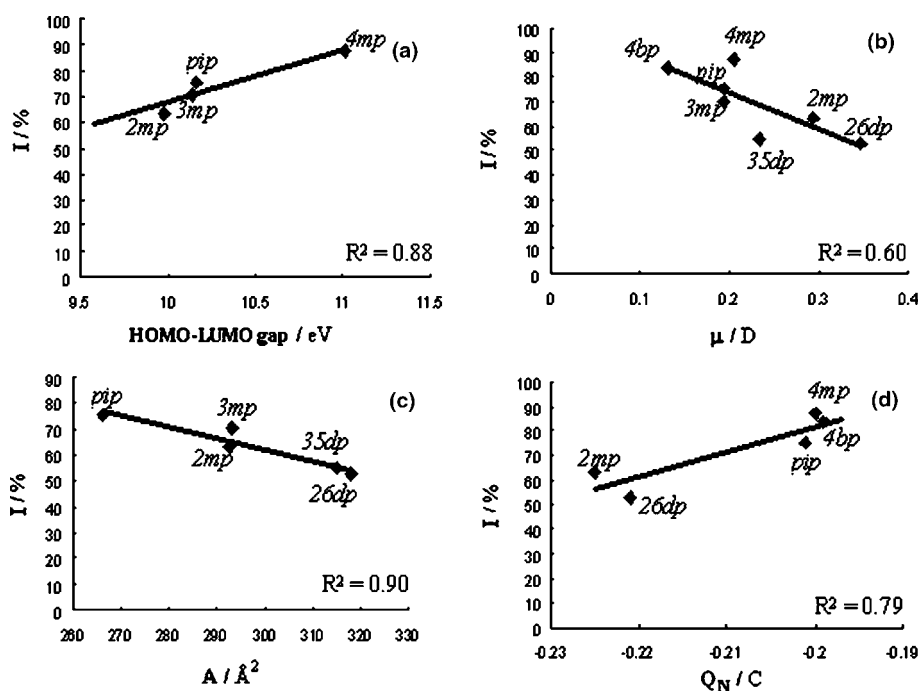 (a)
I / %
100
90
80
70
60
50
40
30
20
10
0
4mp
pip
3mp
2mp
R² = 0.88
9.5 10 10.5 11 11.5
HOMO-LUMO gap / eV
(b)
I / %
100
90
80
70
60
50
40
30
20
10
0
4mp
4bp
pip
3mp
2mp
26dp
35dp
R² = 0.60
0 0.1 0.2 0.3 0.4
μ / D
(c)
I / %
90
80
70
60
50
40
30
20
10
0
pip
3mp
2mp
35dp
26dp
R² = 0.90
260 270 280 290 300 310 320 330
A / Å²
(d)
I / %
100
90
80
70
60
50
40
30
20
10
0
4mp
4bp
pip
2mp
26dp
R² = 0.79
-0.23 -0.22 -0.21 -0.2 -0.19
Q_N / C